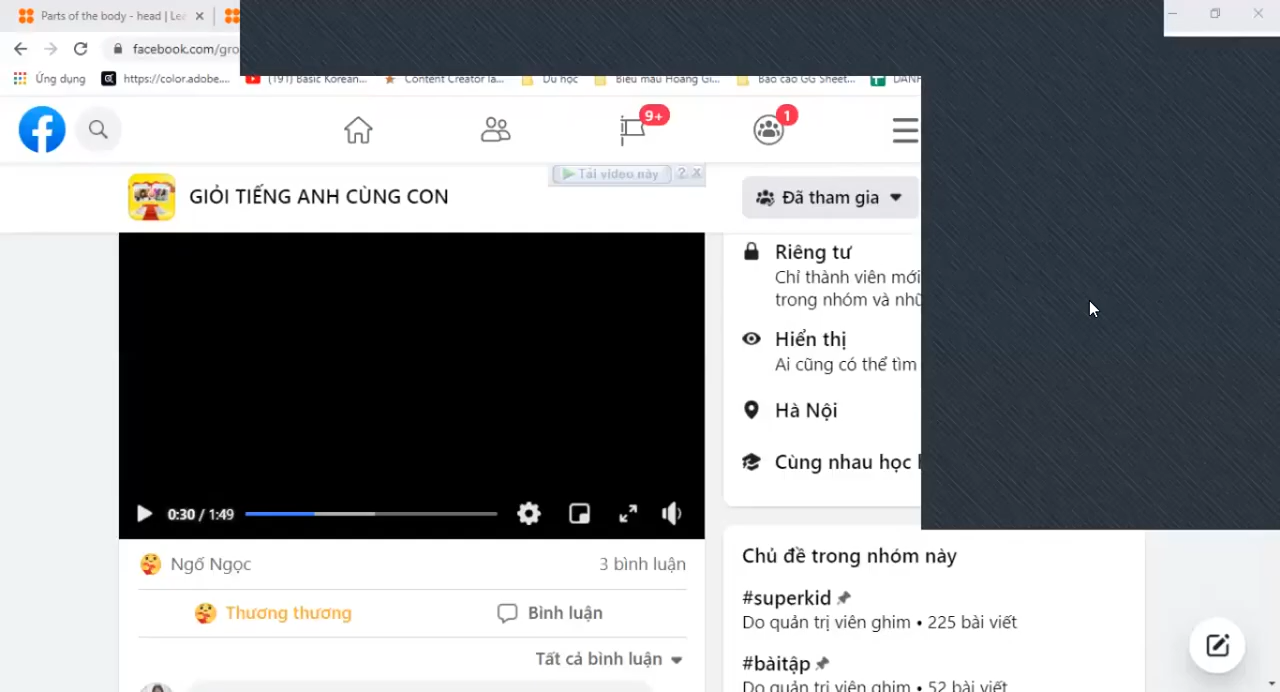 Parts of the body - head | Le
facebook.com/gro
Ứng dụng
https://color.adobe....
(191) Basic Korean...
Content Creator là...
Du học
Biểu mẫu Hoàng Gi...
Báo cáo GG Sheet...
DANH
9+
1
Tải video này
? X
GIỎI TIẾNG ANH CÙNG CON
Đã tham gia
Riêng tư
Chỉ thành viên mới
trong nhóm và nhữ
Hiển thị
Ai cũng có thể tìm
Hà Nội
Cùng nhau học
0:30 / 1:49
Ngố Ngọc
3 bình luận
Thương thương
Bình luận
Tất cả bình luận
Chủ đề trong nhóm này
#superkid
Do quản trị viên ghim • 225 bài viết
#bàitập
Do quản trị viên ghim • 52 bài viết